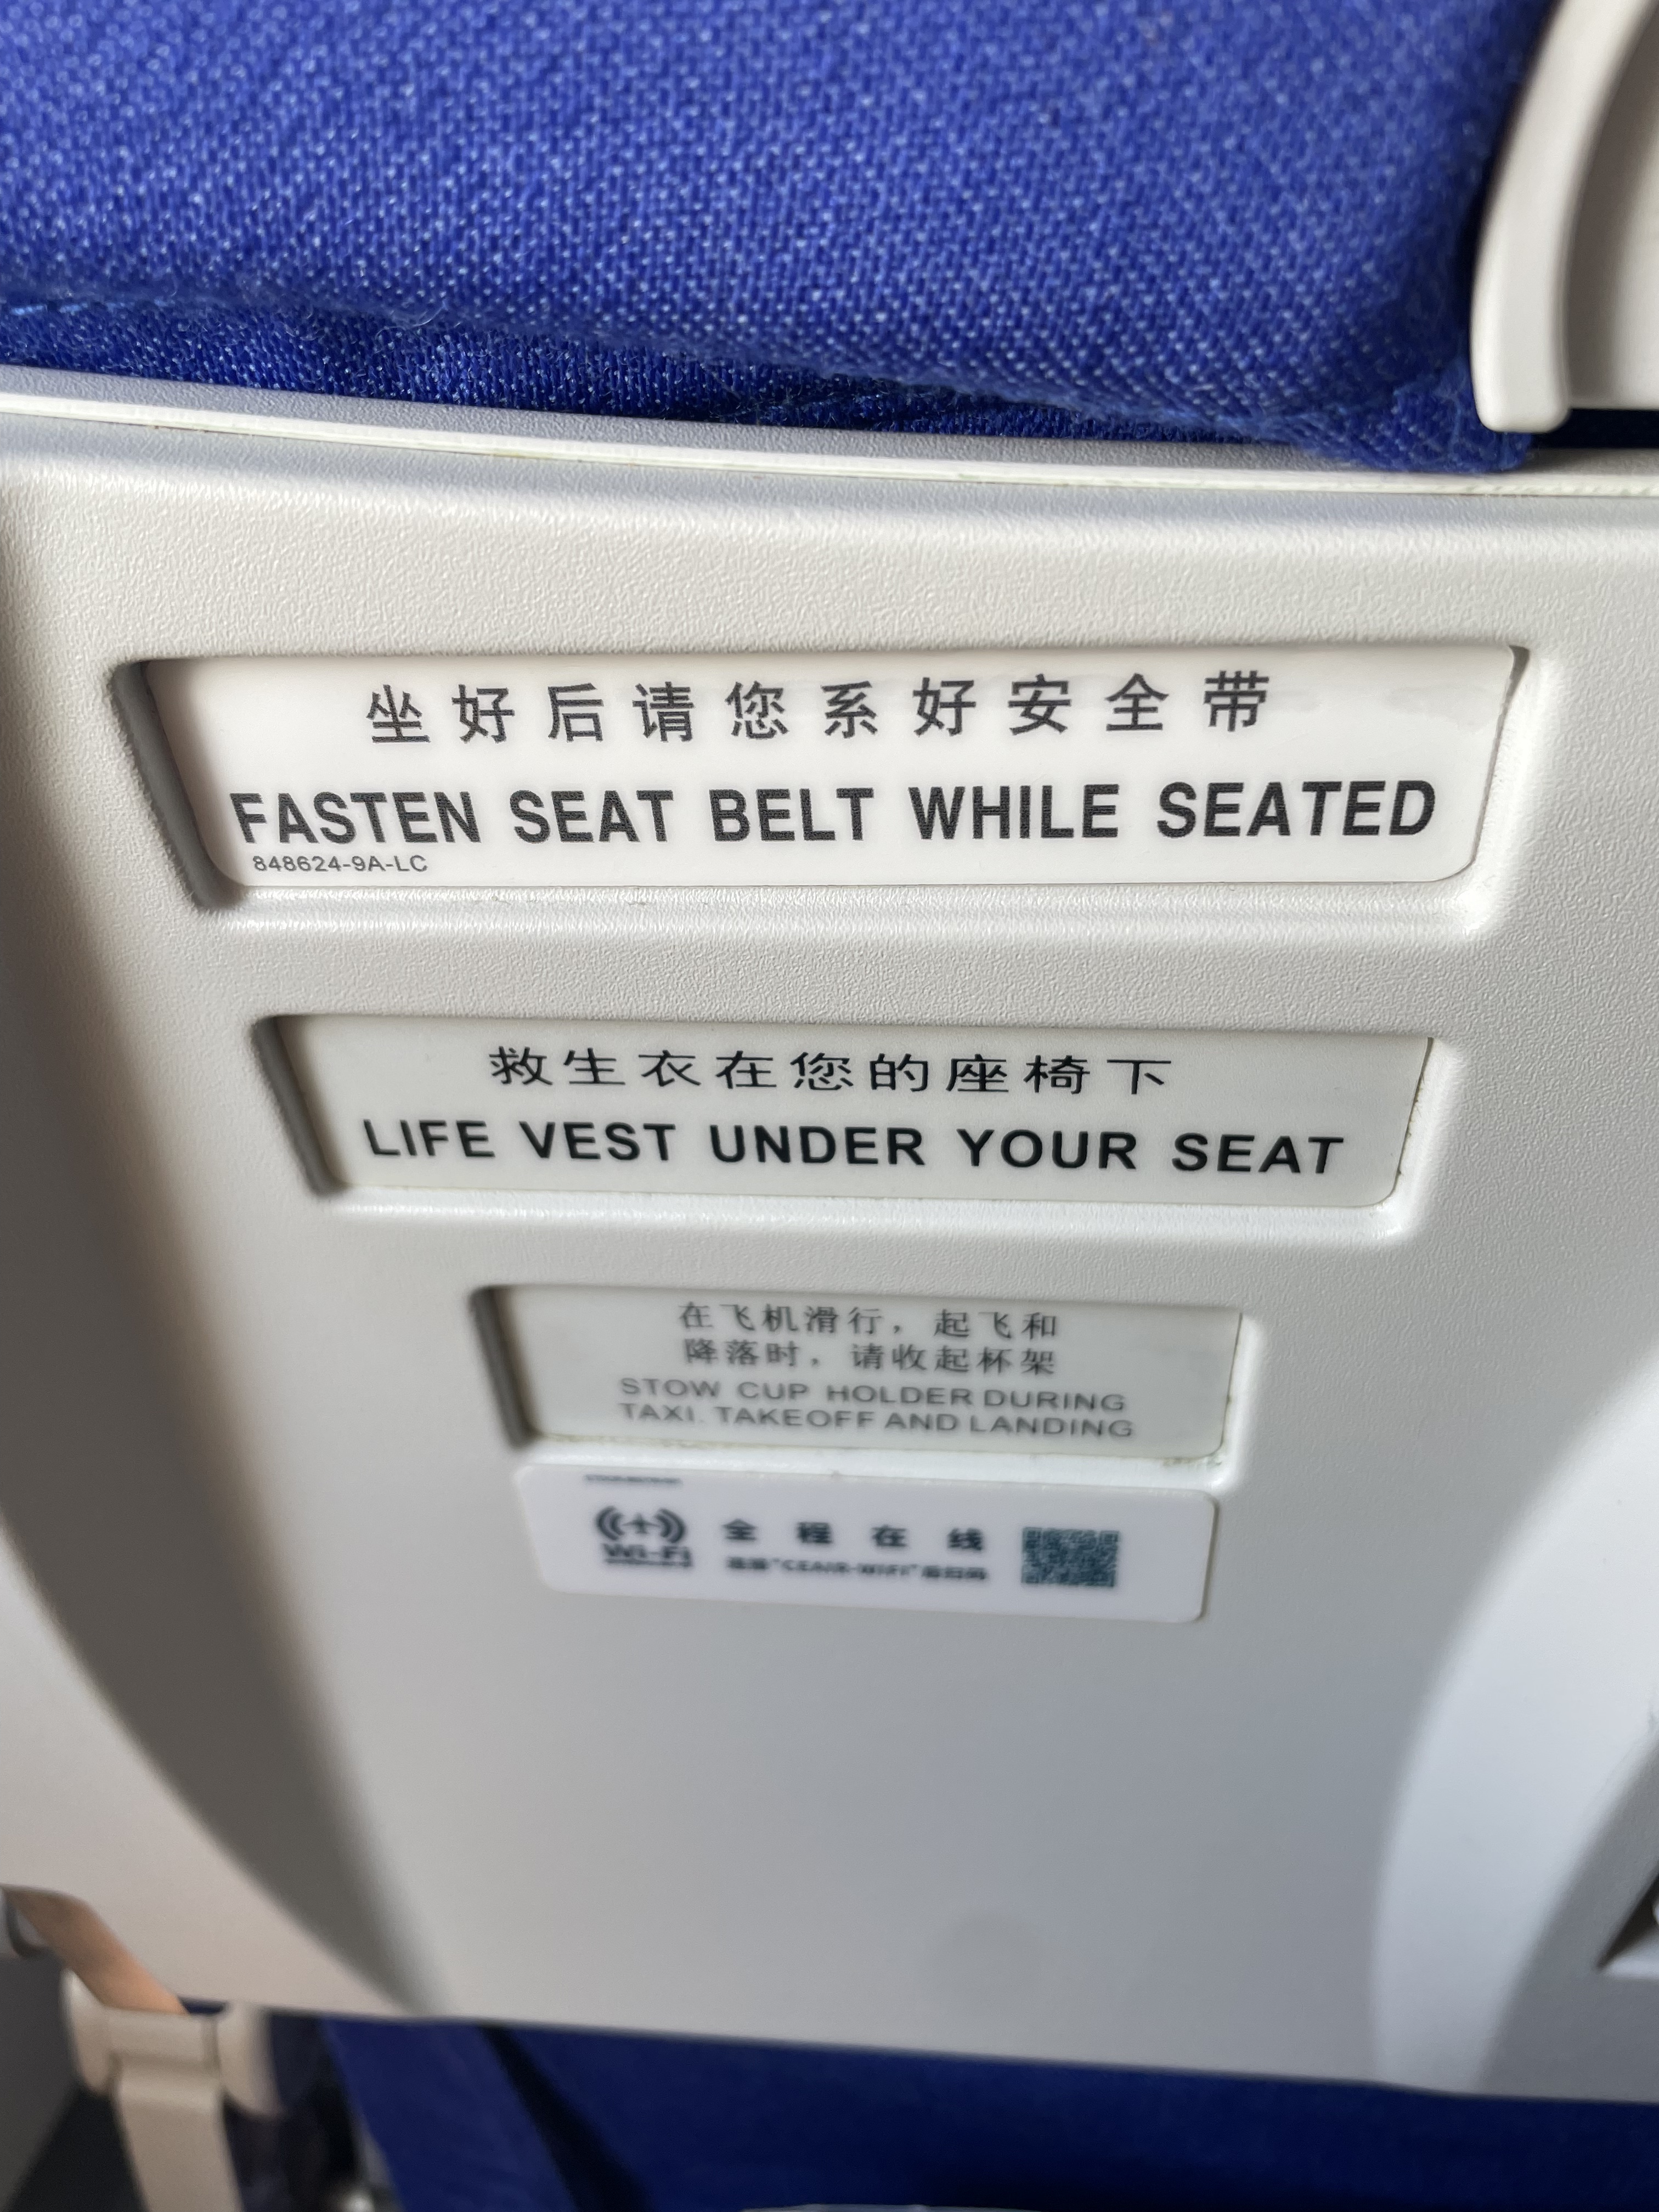 坐好后请您系好安全带
FASTEN SEAT BELT WHILE SEATED
848624-9A-LC
救生衣在您的座椅下
LIFE VEST UNDER YOUR SEAT
在飞机滑行，起飞和
降落时，请收起杯架
STOW CUP HOLDER DURING
TAXI. TAKEOFF AND LANDING
Wi-Fi
全程在线
"CEAIR-WIFI"